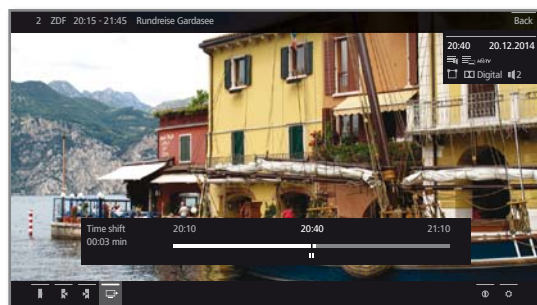 2 ZDF 20:15 - 21:45 Rundreise Gardasee Back
20:40 20.12.2014
Digital 2
Time shift 20:10 20:40 21:10
00:03 min